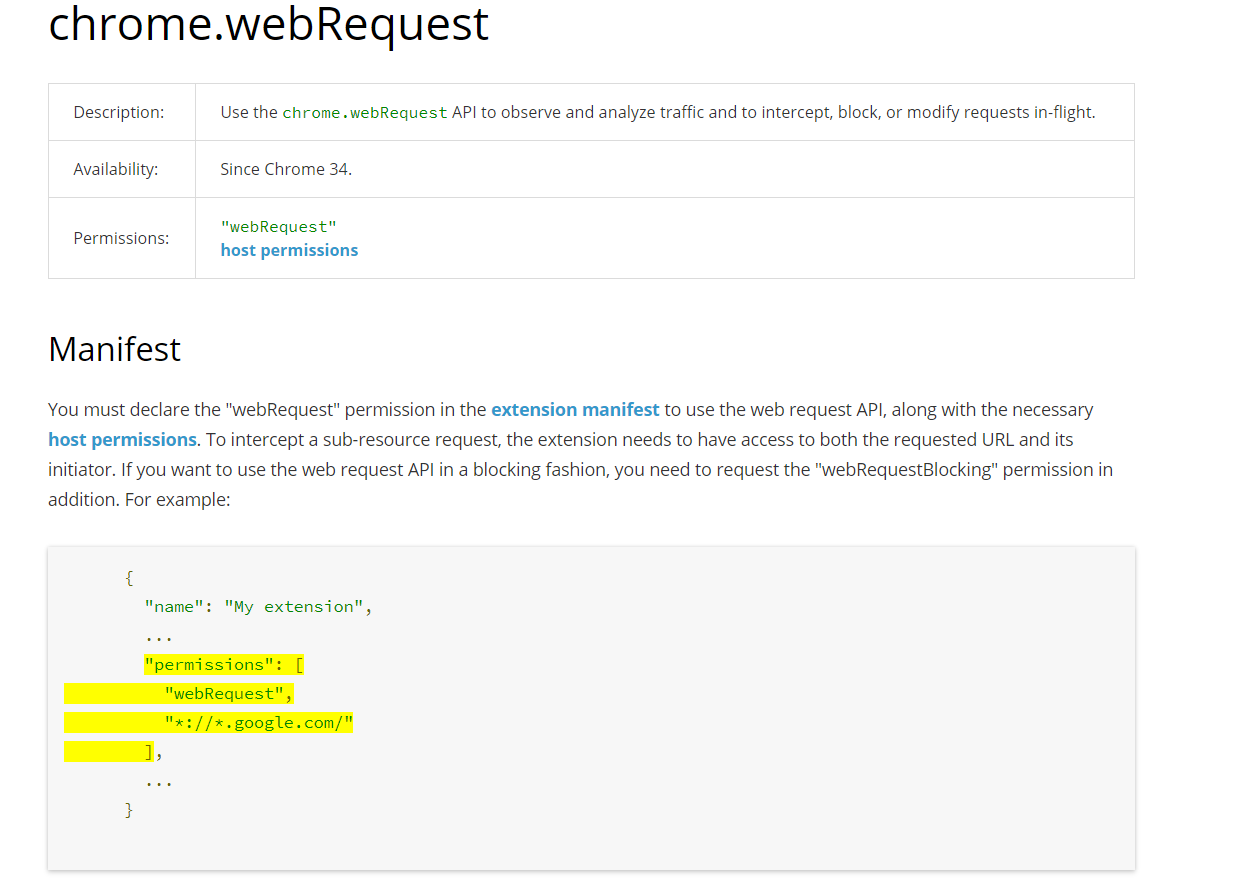 chrome.webRequest
Description: Use the chrome.webRequest API to observe and analyze traffic and to intercept, block, or modify requests in-flight.
Availability: Since Chrome 34.
Permissions: "webRequest"
host permissions
Manifest
You must declare the "webRequest" permission in the extension manifest to use the web request API, along with the necessary
host permissions. To intercept a sub-resource request, the extension needs to have access to both the requested URL and its
initiator. If you want to use the web request API in a blocking fashion, you need to request the "webRequestBlocking" permission in
addition. For example:
{
"name": "My extension",
...
"permissions": [
"webRequest",
"*://*.google.com/"
],
...
}